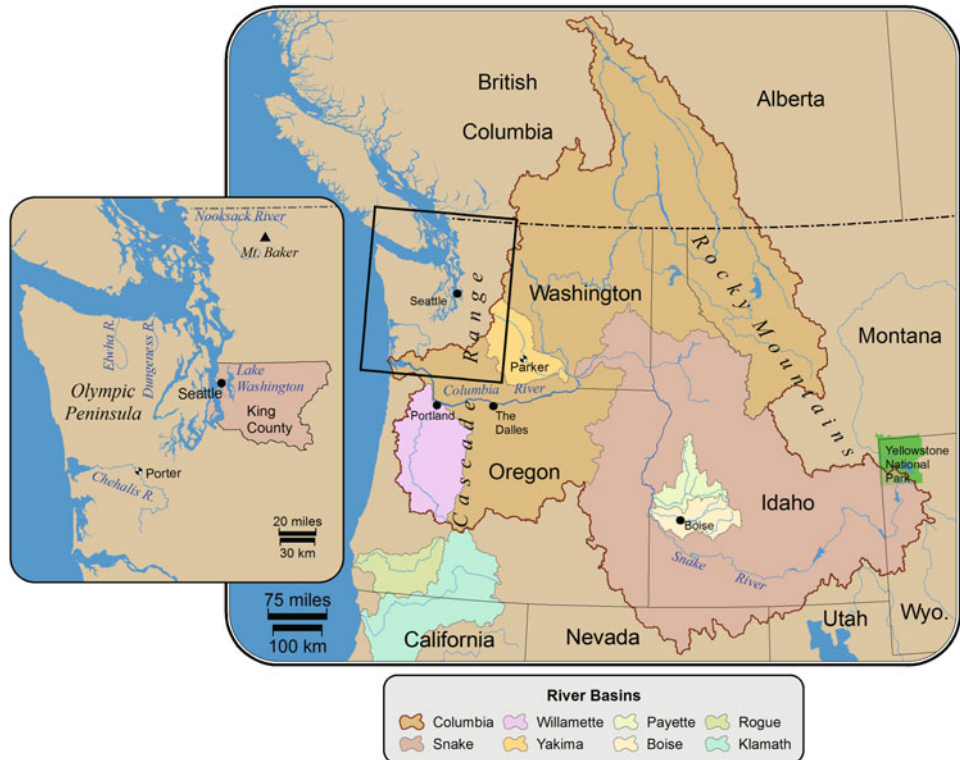 British
Columbia
Alberta
Rocky Mountains
Cascade Range
Washington
Seattle
Parker
Montana
Columbia River
Portland
The
Dalles
Oregon
Yellowstone
National
Park
Idaho
Boise
Snake River
California
Nevada
Utah
Wyo.
75 miles
100 km
Nooksack River
Mt. Baker
Elwha R.
Dungeness R.
Olympic
Peninsula
Seattle
Lake
Washington
King
County
Porter
Chehalis R.
20 miles
30 km
River Basins
Columbia
Willamette
Payette
Rogue
Snake
Yakima
Boise
Klamath